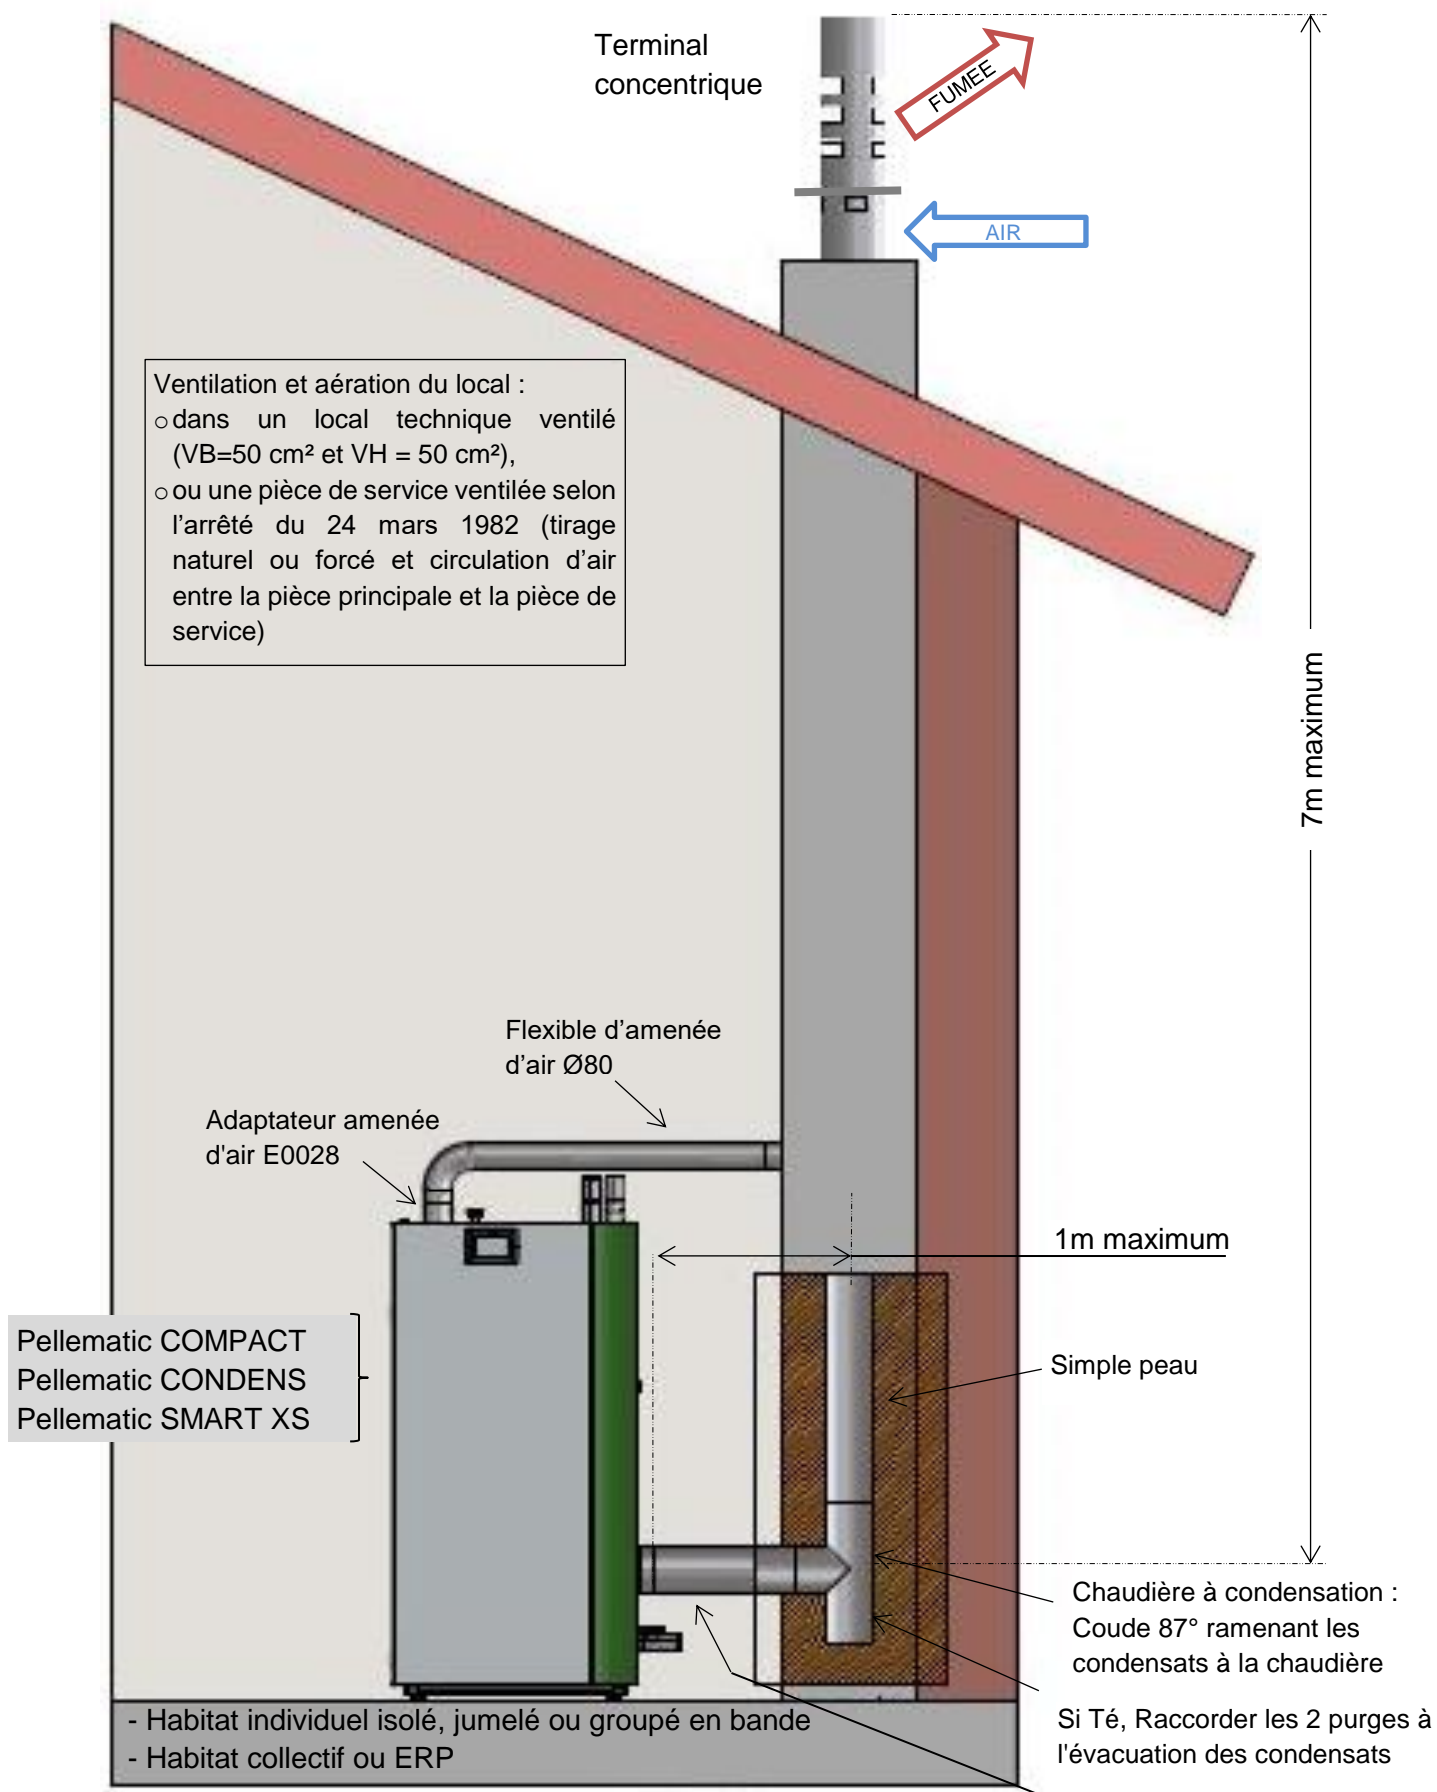 Terminal
concentrique
FUMEE
AIR
Ventilation et aération du local :
o dans un local technique ventilé
(VB=50 cm² et VH = 50 cm²),
o ou une pièce de service ventilée selon
l’arrêté du 24 mars 1982 (tirage
naturel ou forcé et circulation d’air
entre la pièce principale et la pièce de
service)
7m maximum
Flexible d’amenée
d’air Ø80
Adaptateur amenée
d'air E0028
1m maximum
Pellematic COMPACT
Pellematic CONDENS
Pellematic SMART XS
Simple peau
Chaudière à condensation :
Coude 87° ramenant les
condensats à la chaudière
Si Té, Raccorder les 2 purges à
l'évacuation des condensats
- Habitat individuel isolé, jumelé ou groupé en bande
- Habitat collectif ou ERP